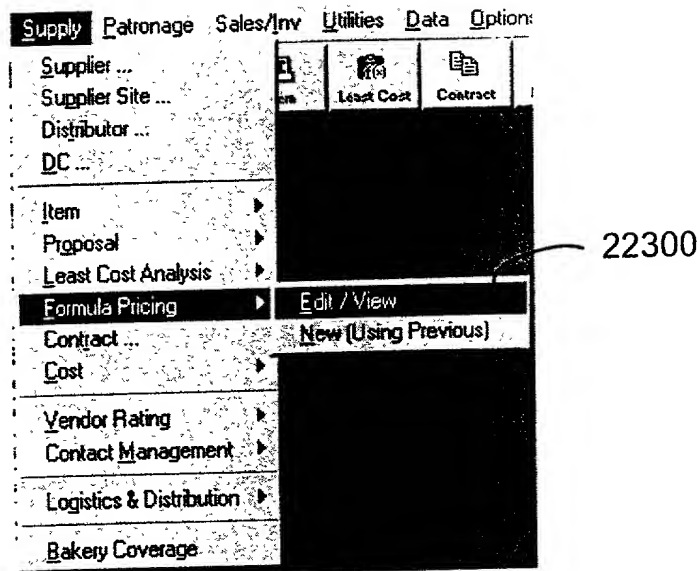 Supply Patronage Sales/Inv Utilities Data Option
Supplier ...
Supplier Site ...
Distributor ...
DC ...
Least Cost
Contract
Item
Proposal
Least Cost Analysis
Formula Pricing
Edit / View
New (Using Previous)
22300
Contract ...
Cost
Vendor Rating
Contact Management
Logistics & Distribution
Bakery Coverage